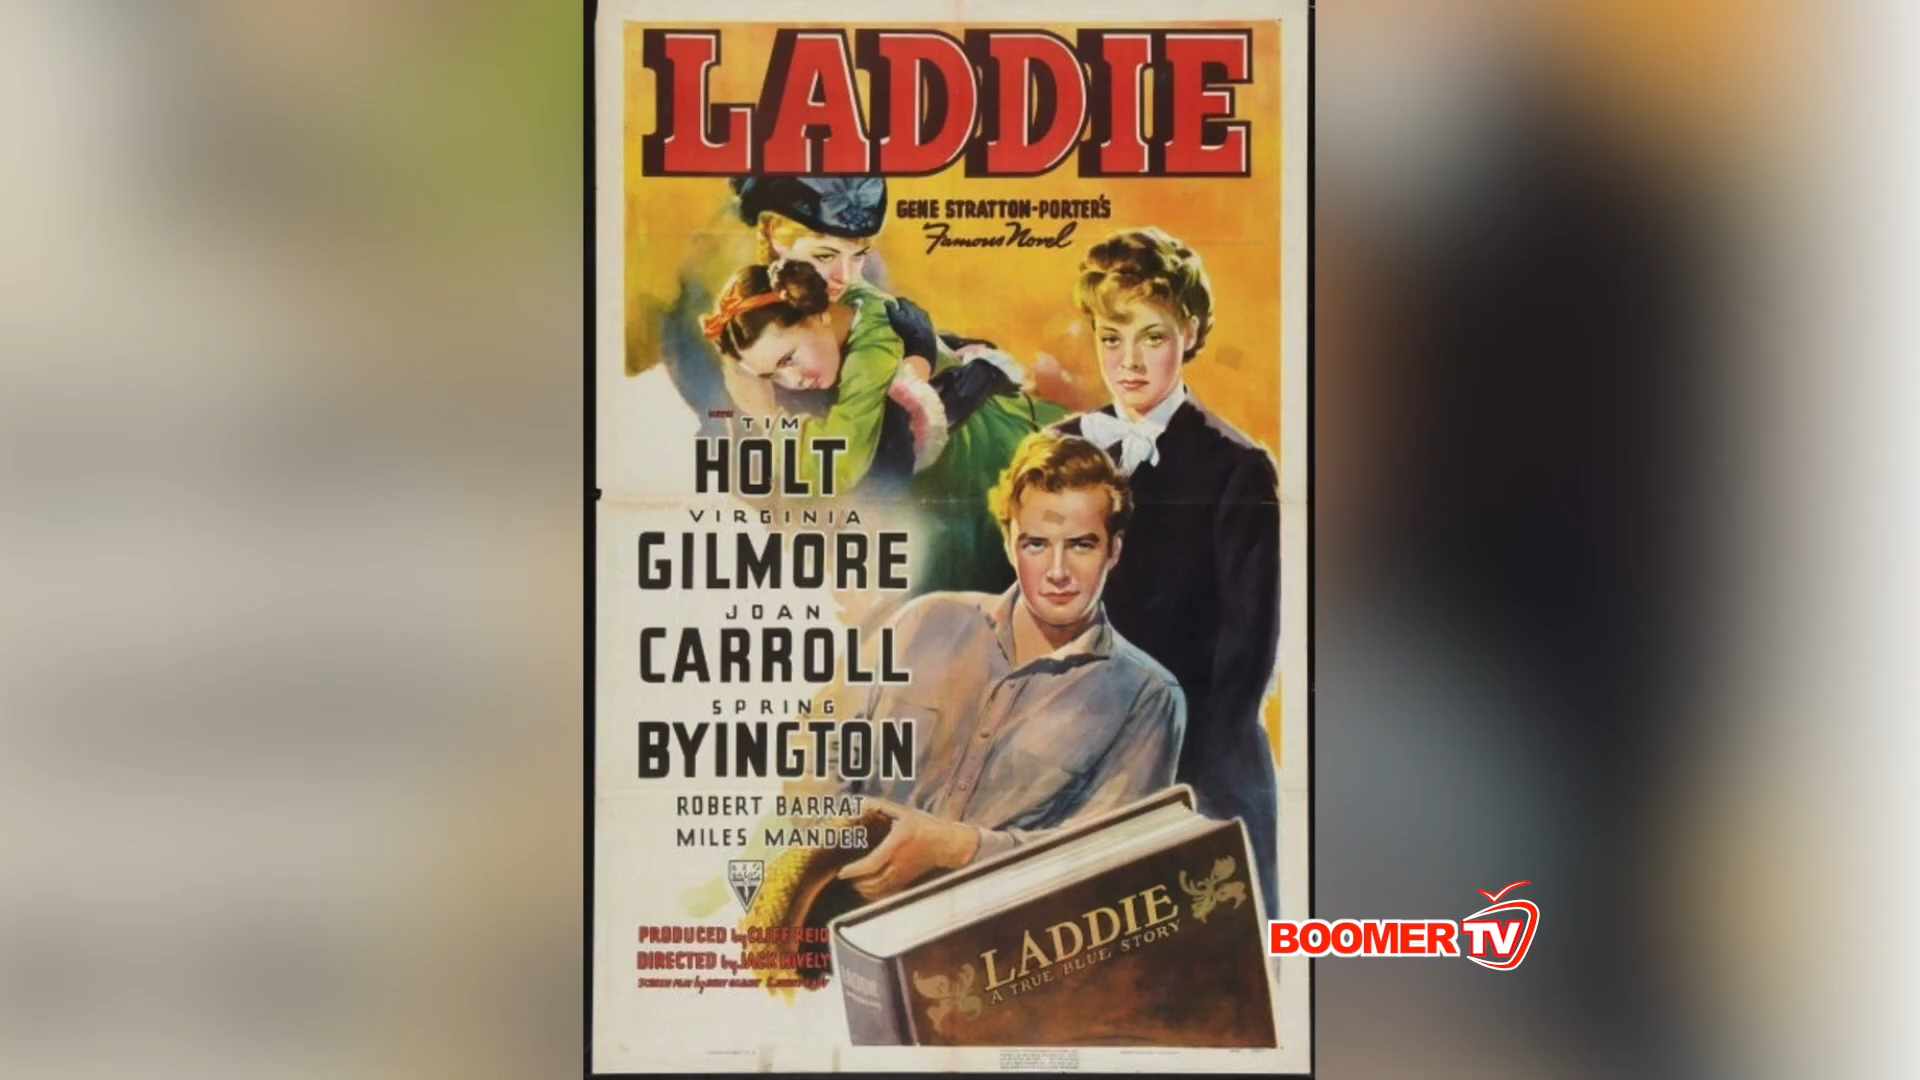 LADDIE
GENE STRATTON-PORTER'S
Famous Novel
TIM
HOLT
VIRGINIA
GILMORE
JOAN
CARROLL
SPRING
BYINGTON
ROBERT BARRAT
MILES MANDER
PRODUCED by CLIFF REID
DIRECTED by JACK HIVELY
LADDIE
A TRUE BLUE STORY
LADDIE
BOOMER TV